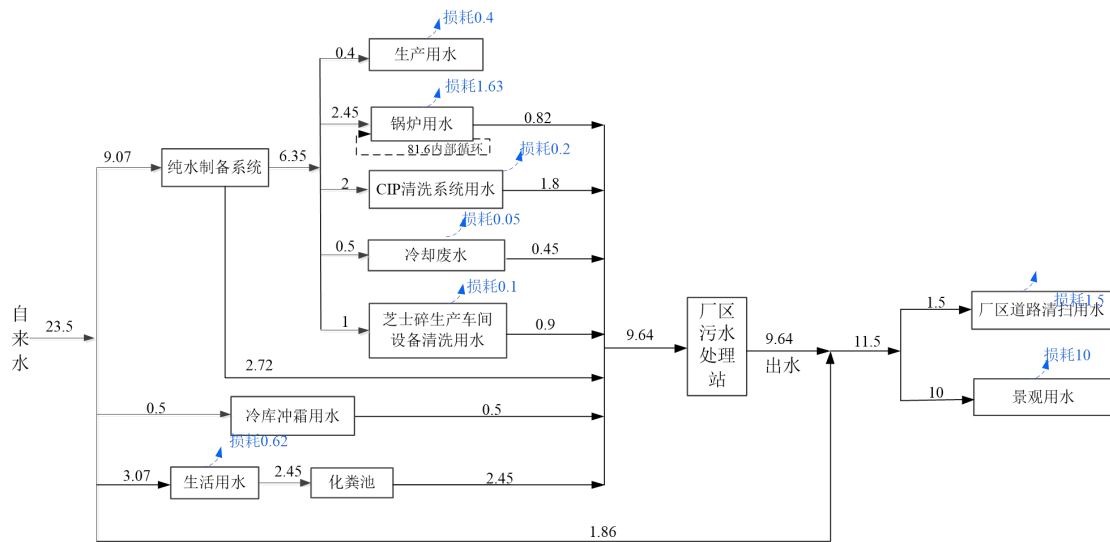 损耗0.4
0.4
生产用水
损耗1.63
2.45
锅炉用水
0.82
81.6内部循环
9.07
纯水制备系统
6.35
损耗0.2
2
CIP清洗系统用水
1.8
损耗0.05
0.5
冷却废水
0.45
损耗0.1
1
芝士碎生产车间
设备清洗用水
0.9
自来水
23.5
2.72
0.5
冷库冲霜用水
0.5
损耗0.62
3.07
生活用水
2.45
化粪池
2.45
1.86
9.64
厂区
污水
处理
站
9.64
出水
11.5
1.5
损耗1.5
厂区道路清扫用水
损耗10
10
景观用水